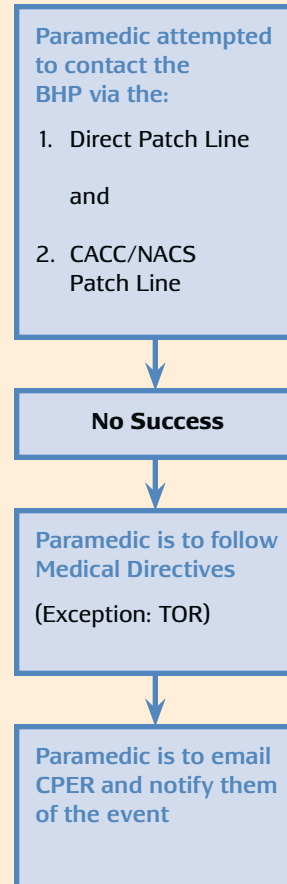 Paramedic attempted
to contact the
BHP via the:
1. Direct Patch Line
and
2. CACC/NACS
Patch Line
No Success
Paramedic is to follow
Medical Directives
(Exception: TOR)
Paramedic is to email
CPER and notify them
of the event